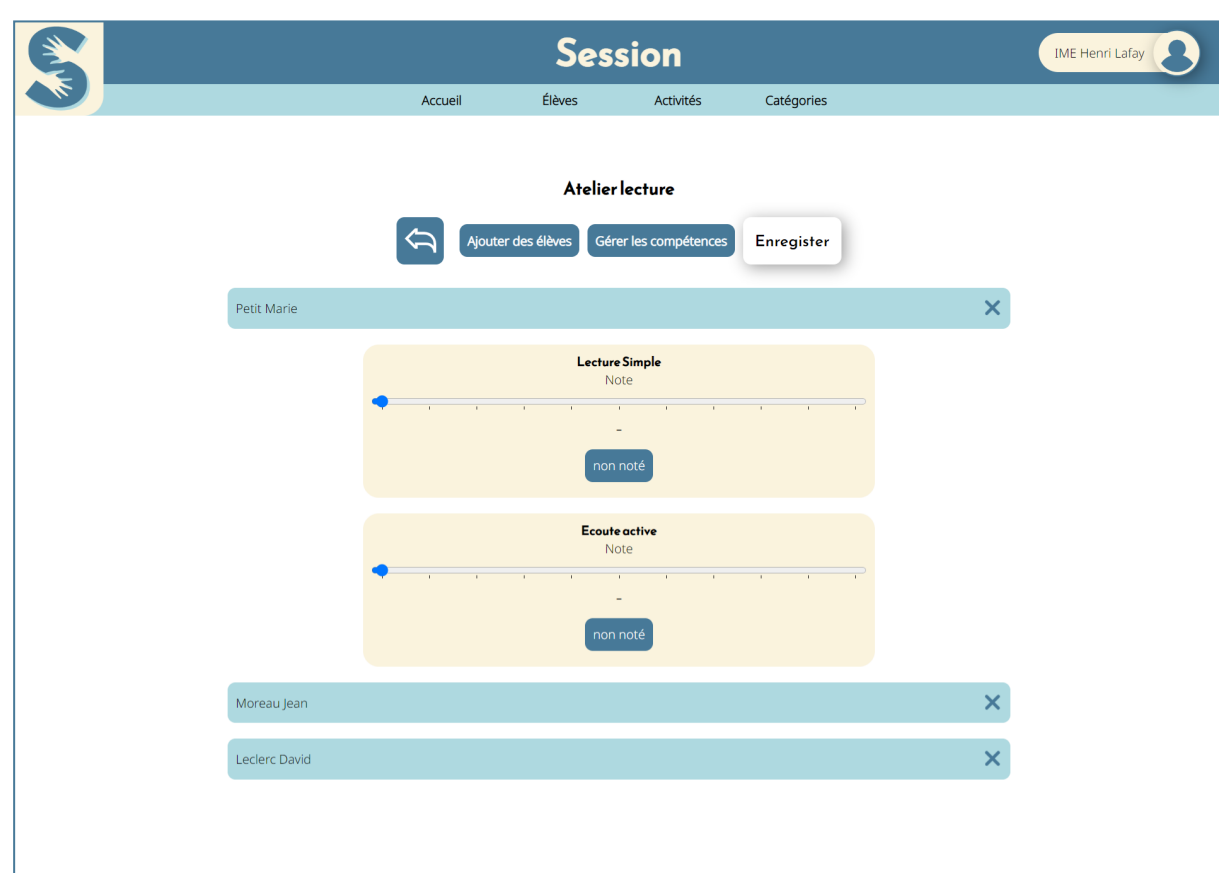 Session
IME Henri Lafay
Accueil Élèves Activités Catégories
Atelier lecture
Ajouter des élèves Gérer les compétences Enregister
Petit Marie
Lecture Simple
Note
-
non noté
Ecoute active
Note
-
non noté
Moreau Jean
Leclerc David